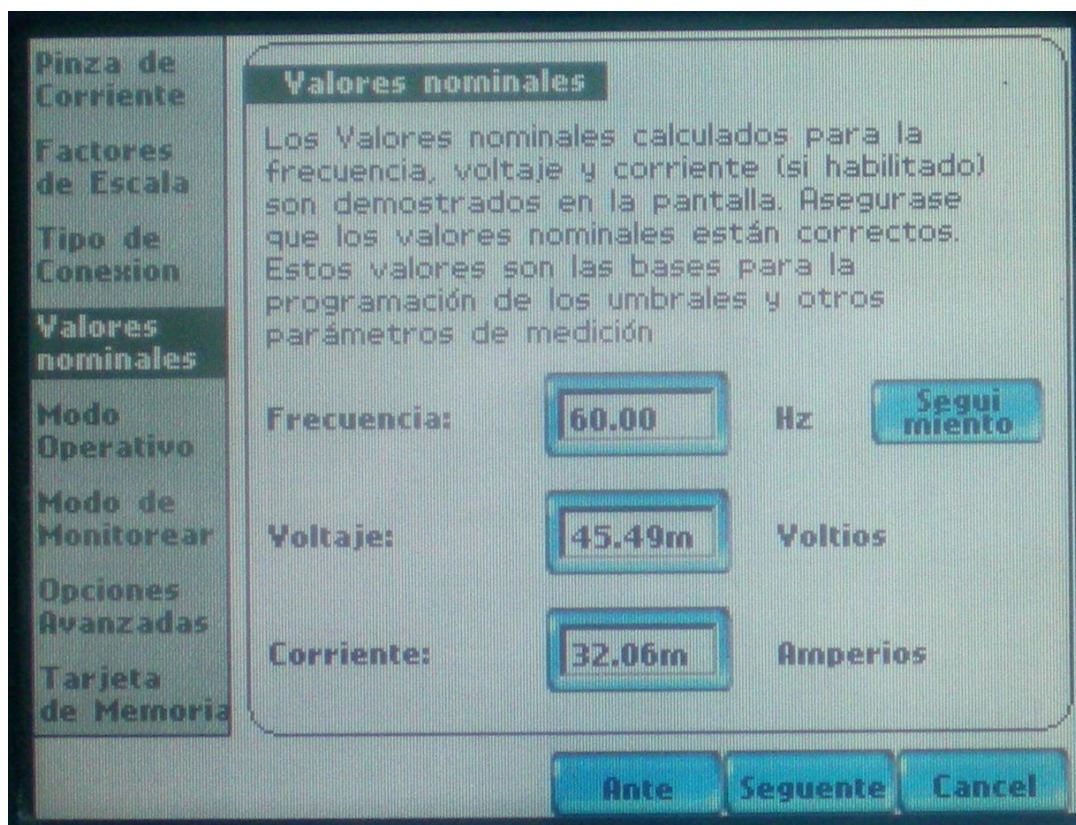 Pinza de
Corriente
Factores
de Escala
Tipo de
Conexion
Valores
nominales
Modo
Operativo
Modo de
Monitorear
Opciones
Avanzadas
Tarjeta
de Memoria
Valores nominales
Los Valores nominales calculados para la
frecuencia, voltaje y corriente (si habilitado)
son demostrados en la pantalla. Asegurase
que los valores nominales están correctos.
Estos valores son las bases para la
programación de los umbrales y otros
parámetros de medición
Frecuencia: 60.00 Hz
Segui
miento
Voltaje: 45.49m Voltios
Corriente: 32.06m Amperios
Ante Seguente Cancel